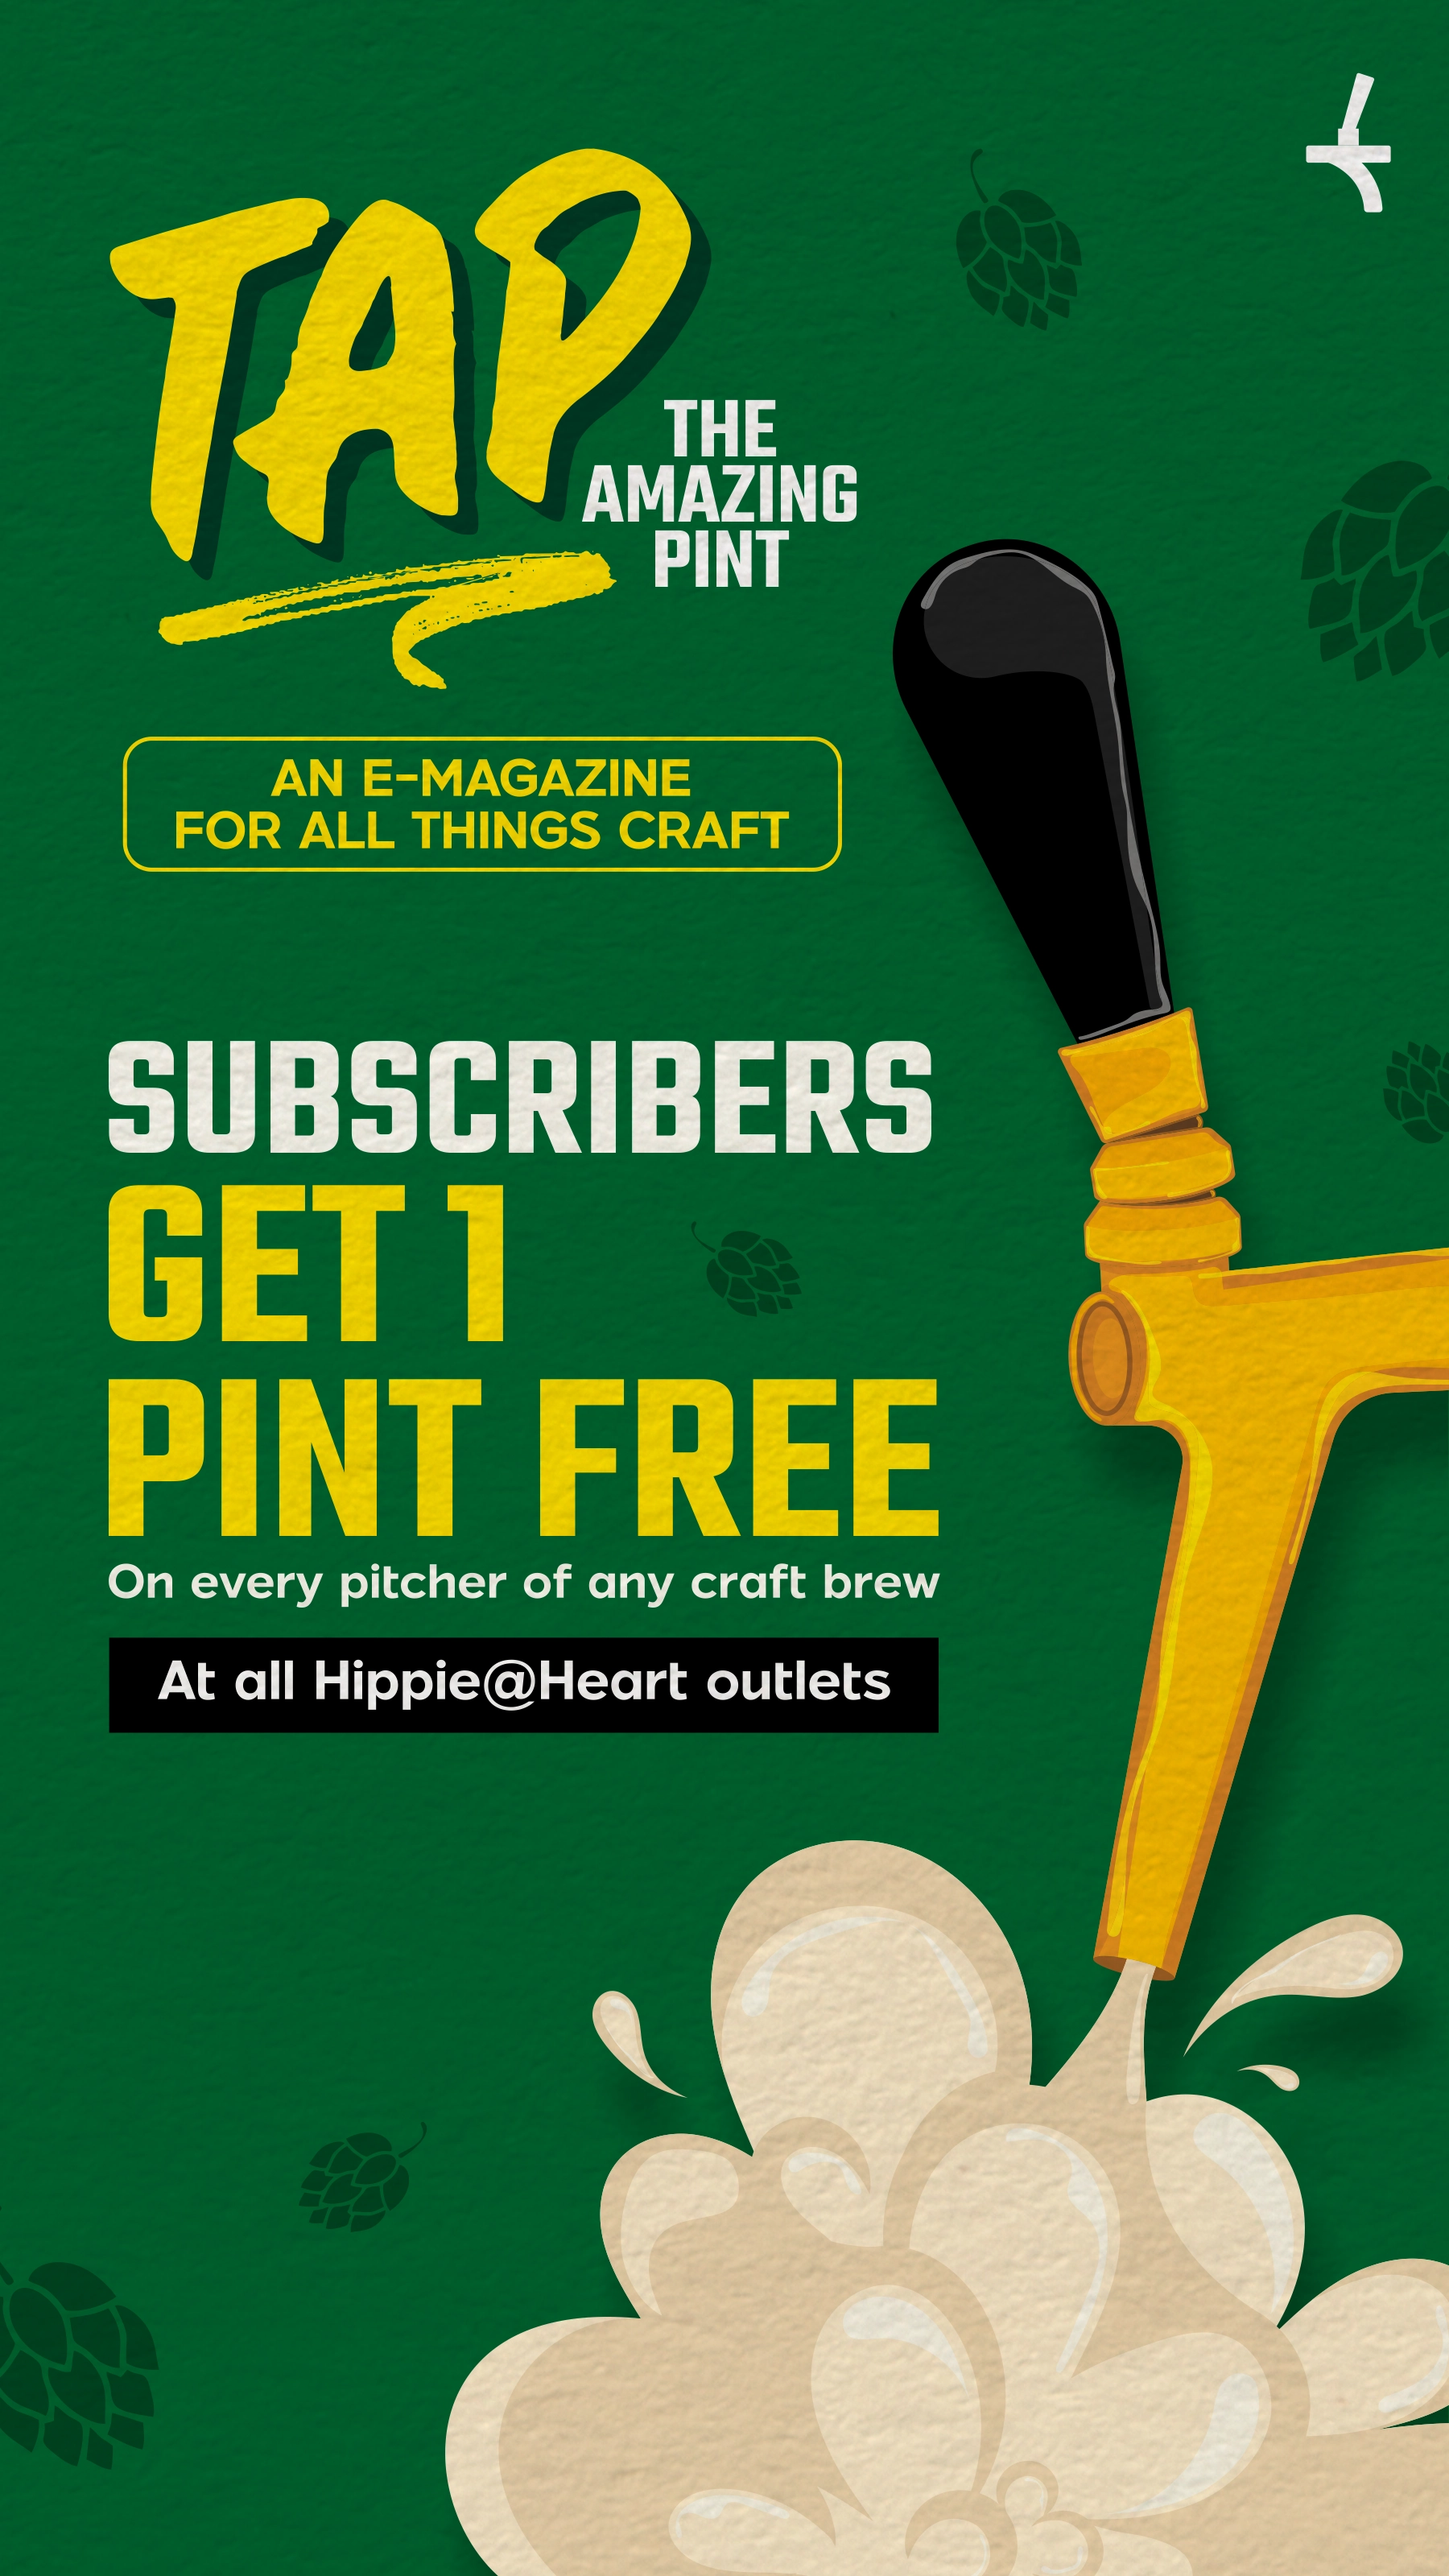 TAP
THE
AMAZING
PINT
AN E-MAGAZINE
FOR ALL THINGS CRAFT
SUBSCRIBERS
GET 1
PINT FREE
On every pitcher of any craft brew
At all Hippie@Heart outlets